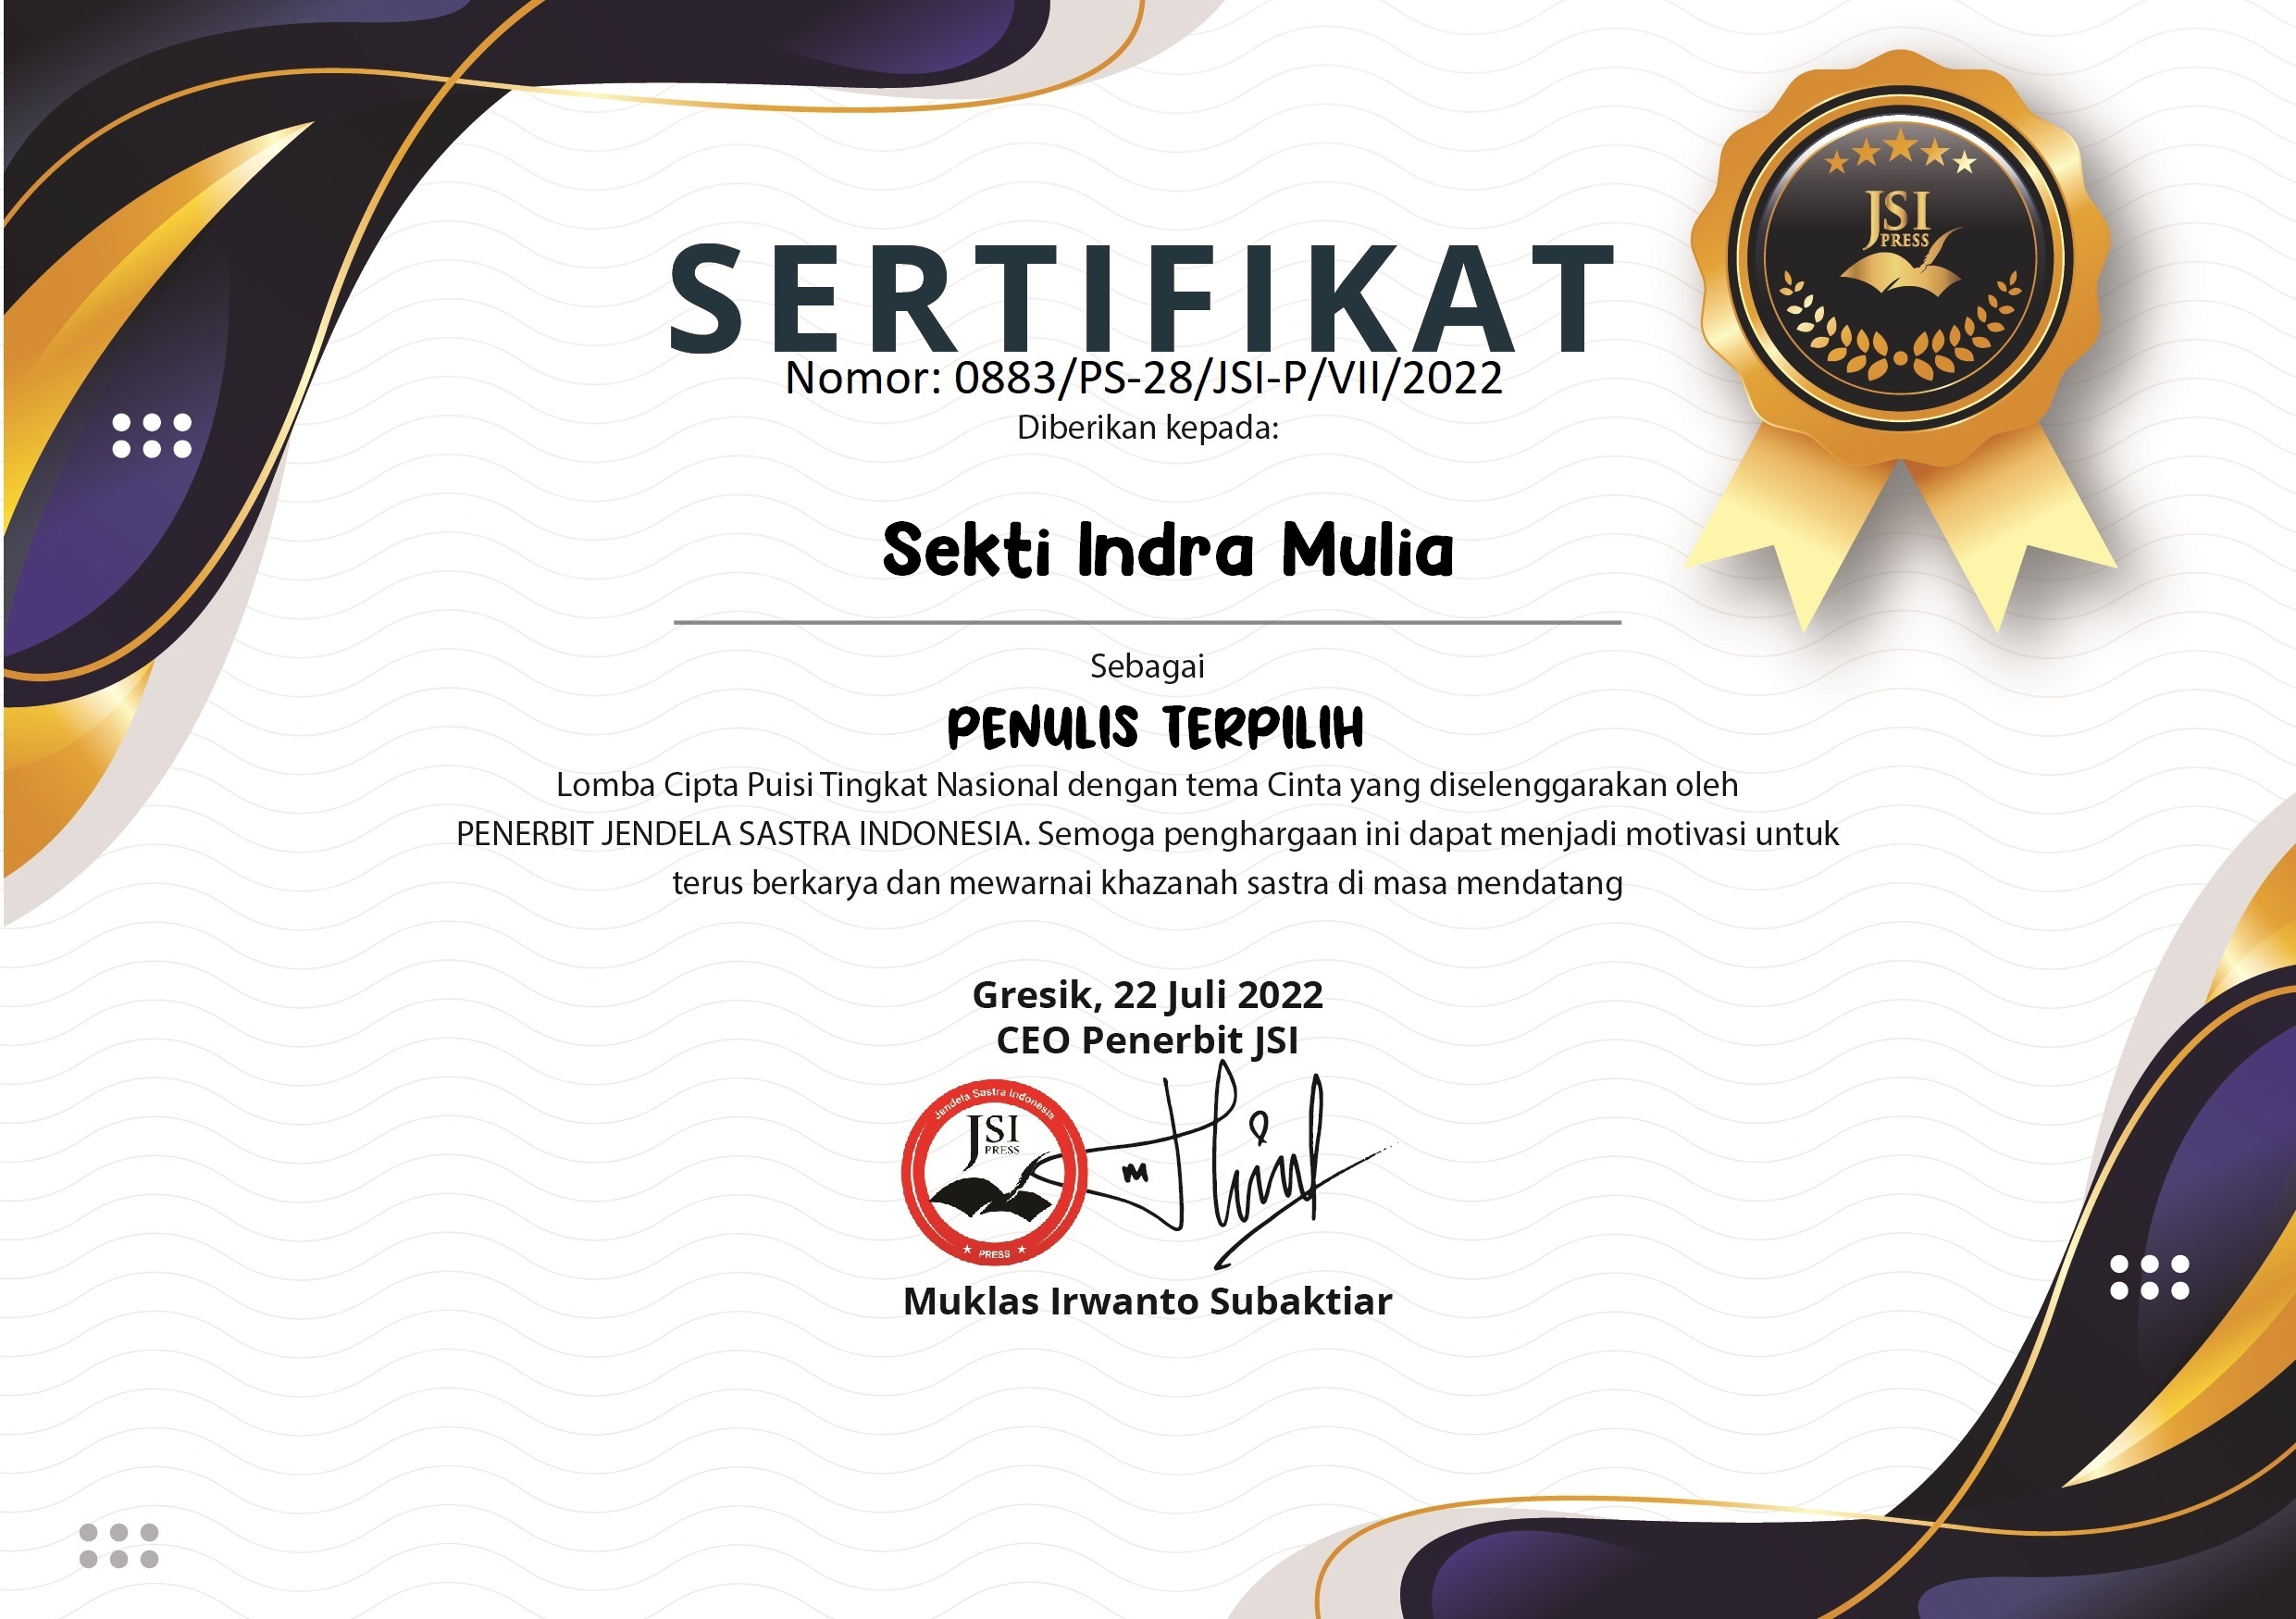 JSI
PRESS
SERTIFIKAT
Nomor: 0883/PS-28/JSI-P/VII/2022
Diberikan kepada:
Sekti Indra Mulia
Sebagai
PENULIS TERPILIH
Lomba Cipta Puisi Tingkat Nasional dengan tema Cinta yang diselenggarakan oleh
PENERBIT JENDELA SASTRA INDONESIA. Semoga penghargaan ini dapat menjadi motivasi untuk
terus berkarya dan mewarnai khazanah sastra di masa mendatang
Gresik, 22 Juli 2022
CEO Penerbit JSI
Jendela Sastra Indonesia
JSI
PRESS
PRESS
Muklas Irwanto Subaktiar